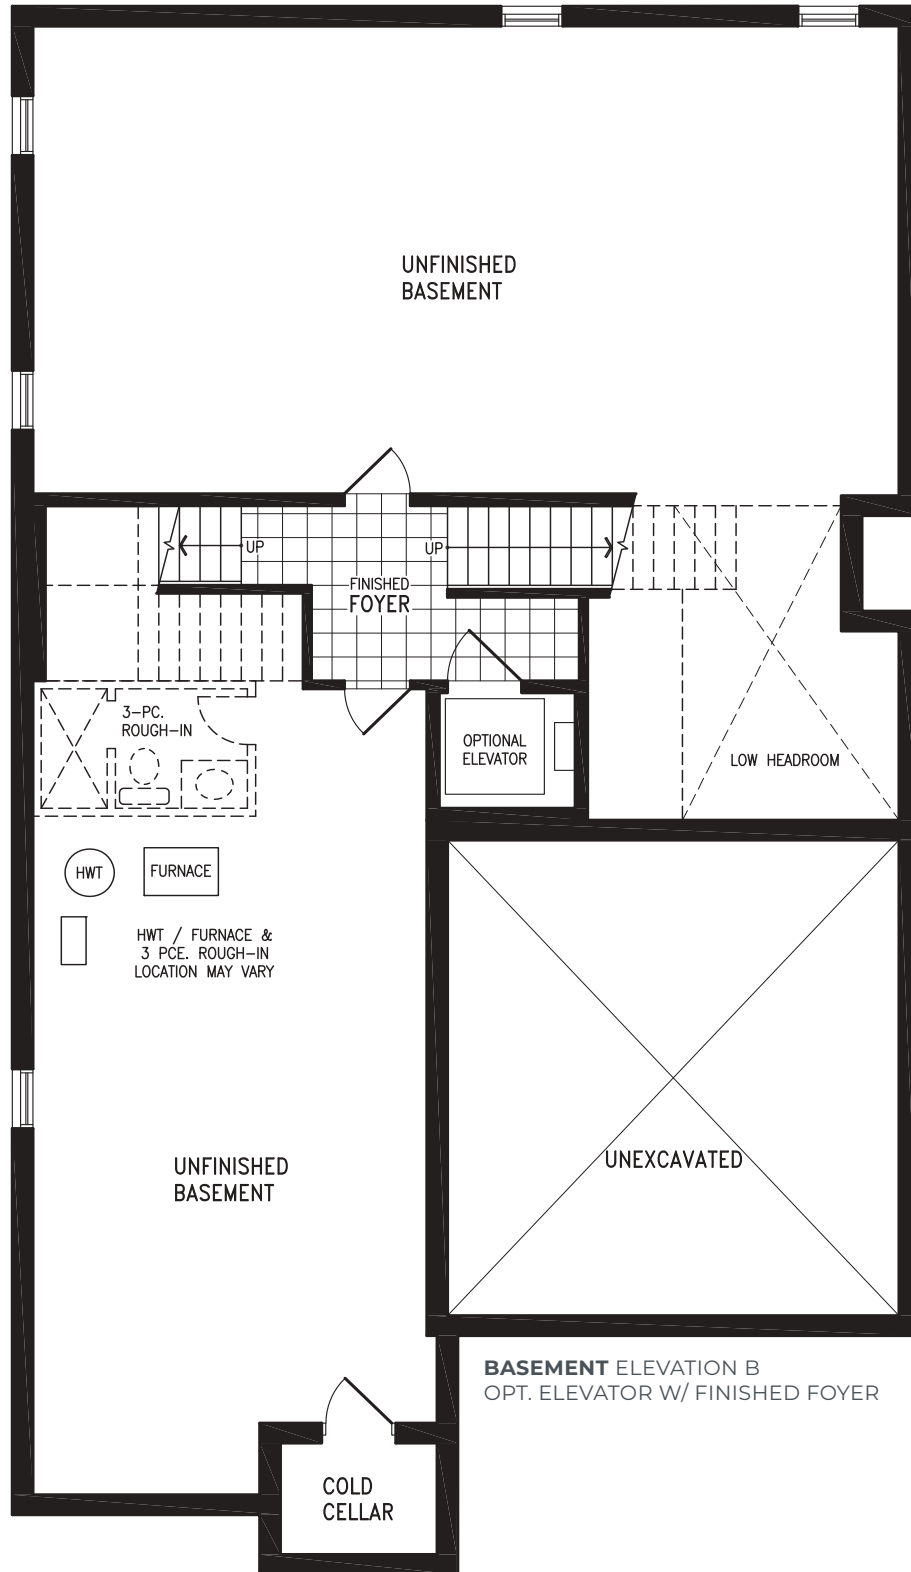 UNFINISHED
BASEMENT
UP
UP
FINISHED
FOYER
3-PC.
ROUGH-IN
OPTIONAL
ELEVATOR
LOW HEADROOM
HWT
FURNACE
HWT / FURNACE &
3 PCE. ROUGH-IN
LOCATION MAY VARY
UNFINISHED
BASEMENT
UNEXCAVATED
BASEMENT ELEVATION B
OPT. ELEVATOR W/ FINISHED FOYER
COLD
CELLAR